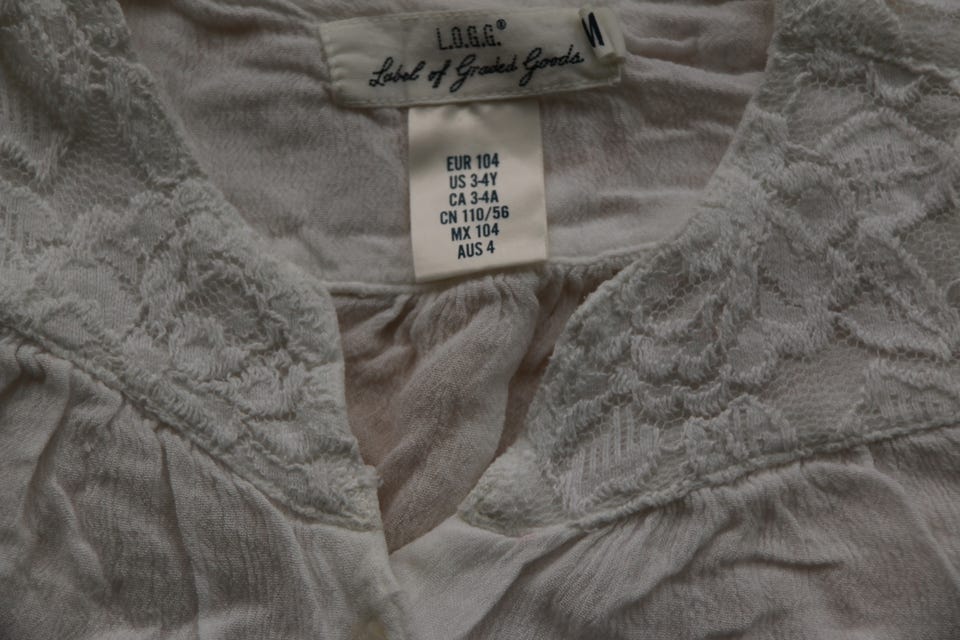 L.O.G.G.®
Label of Graded Goods
EUR 104
US 3-4Y
CA 3-4A
CN 110/56
MX 104
AUS 4